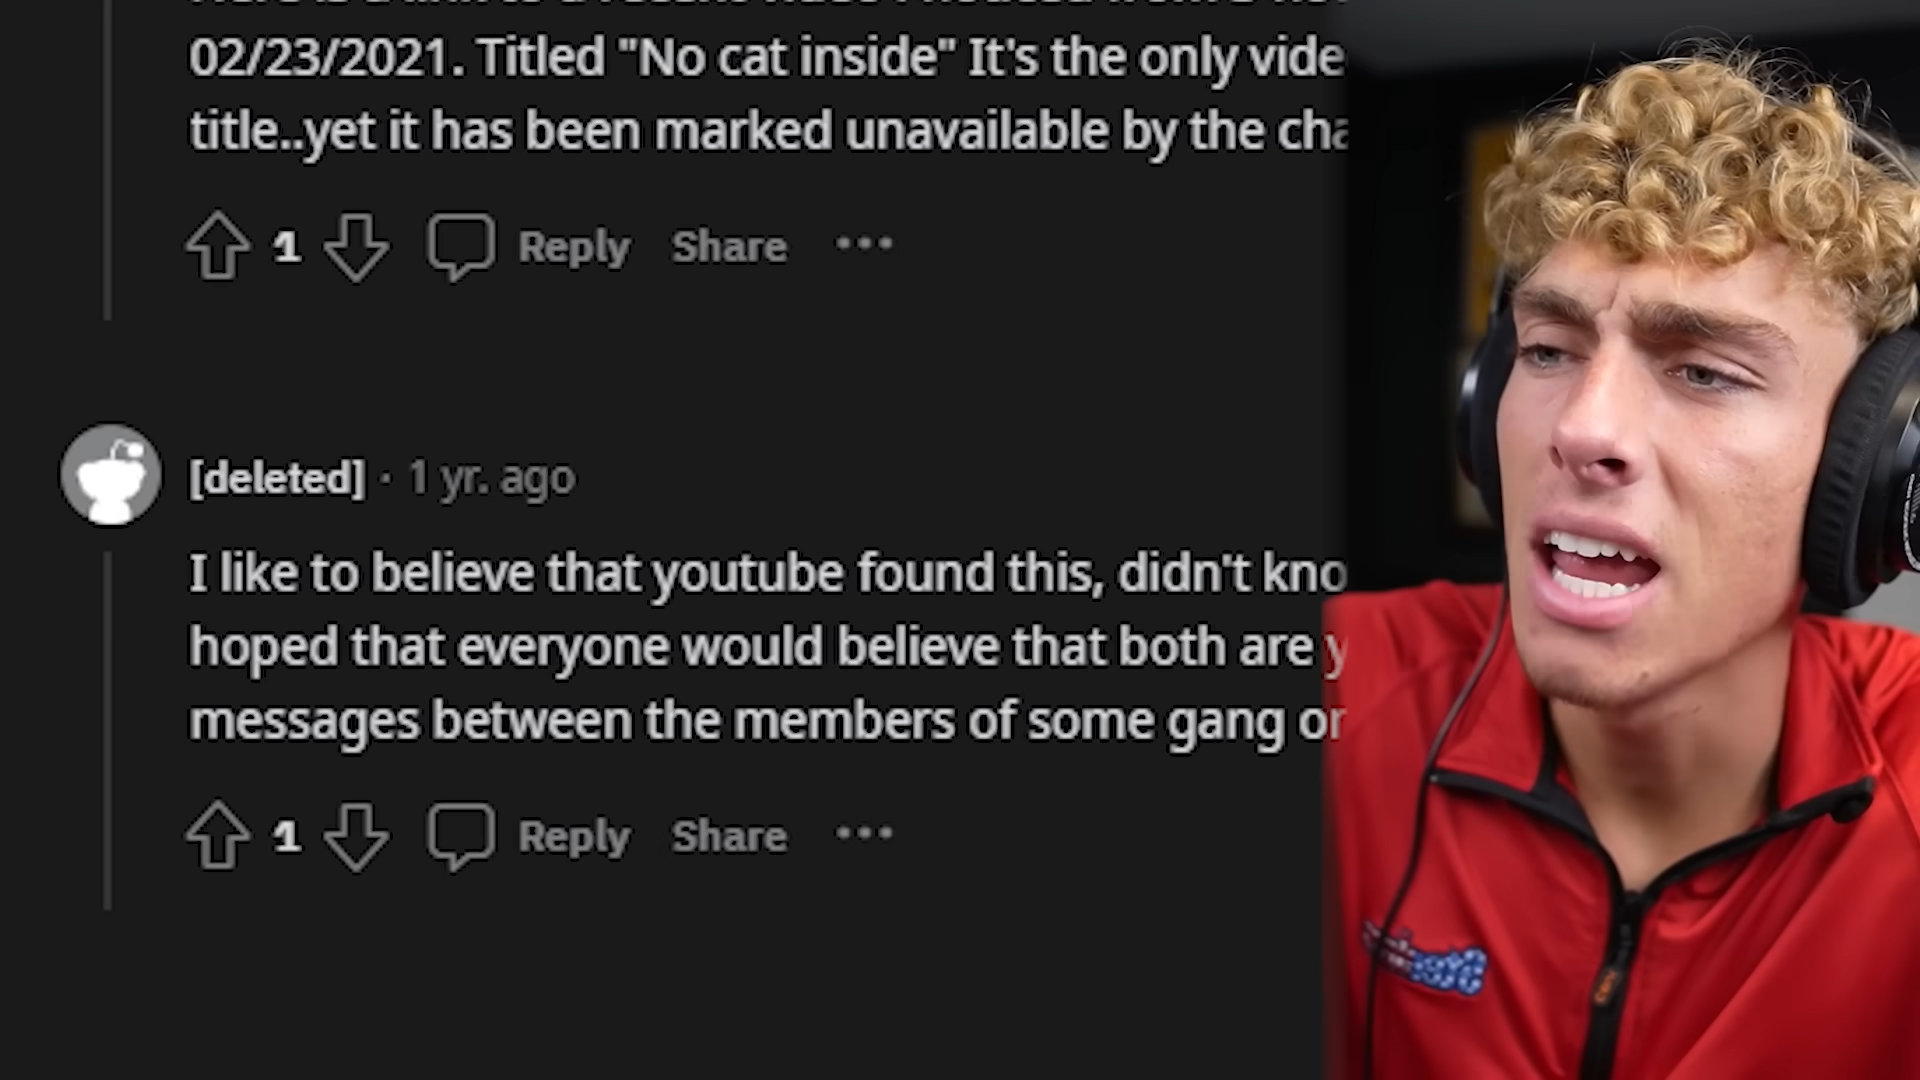 02/23/2021. Titled "No cat inside" It's the only vide
title..yet it has been marked unavailable by the cha
1 Reply Share
[deleted] · 1 yr. ago
I like to believe that youtube found this, didn't kno
hoped that everyone would believe that both are y
messages between the members of some gang or
1 Reply Share